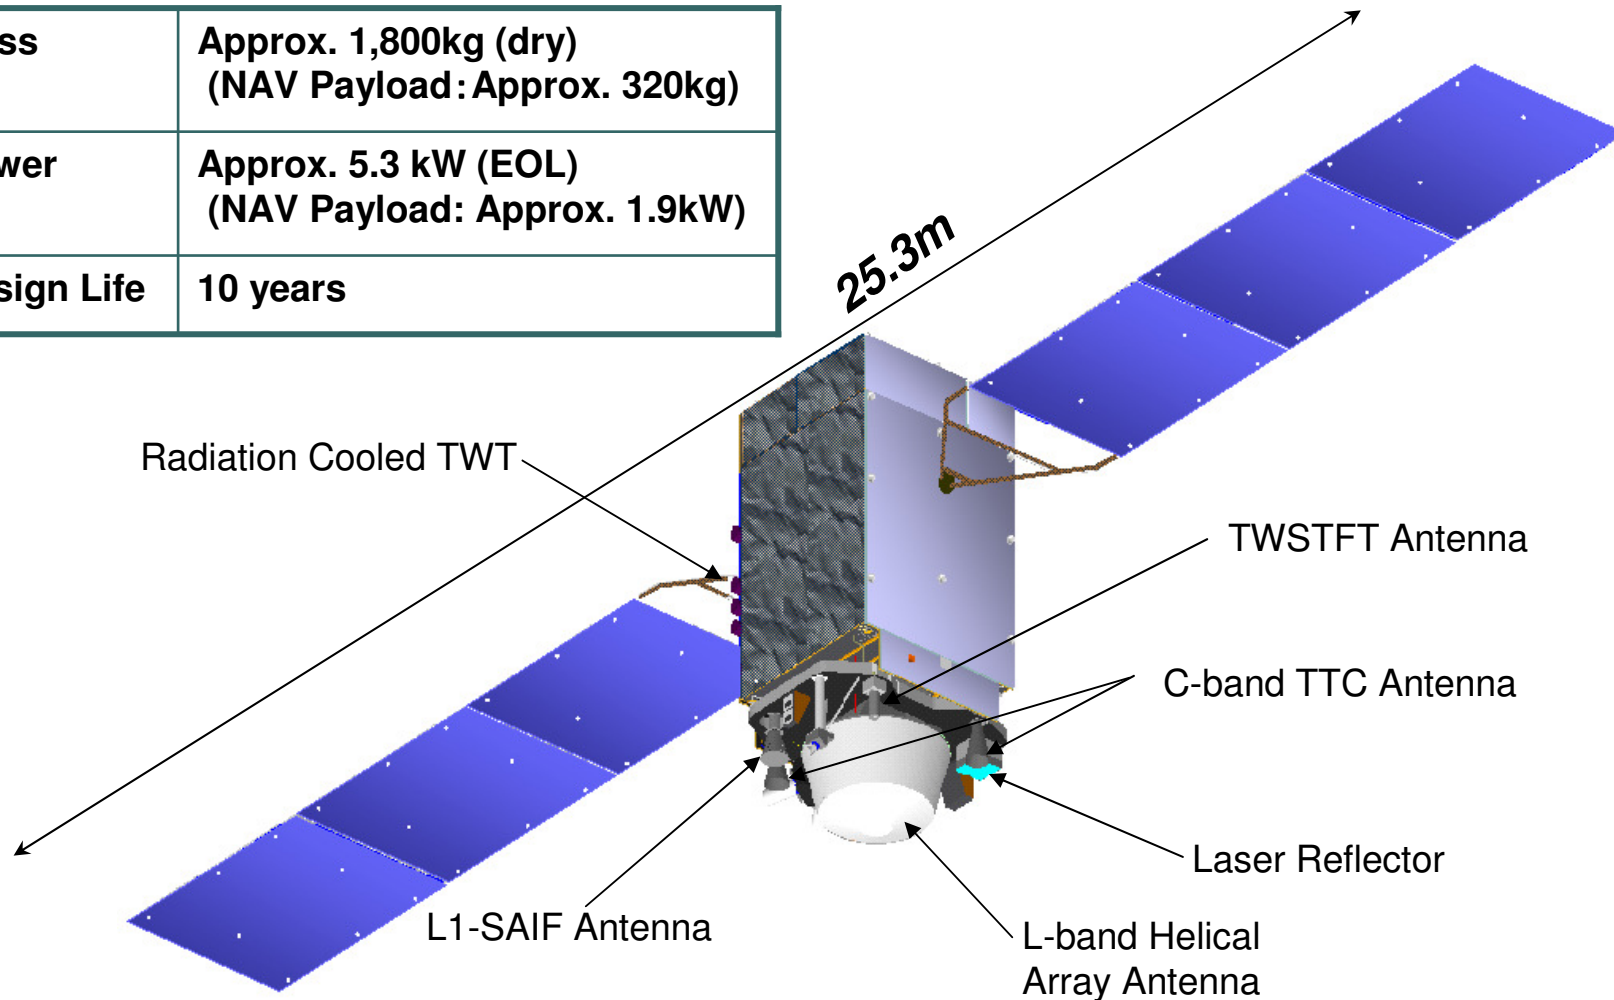 ss
Approx. 1,800kg (dry)
(NAV Payload:Approx. 320kg)
wer
Approx. 5.3 kW (EOL)
(NAV Payload: Approx. 1.9kW)
sign Life
10 years
25.3m
Radiation Cooled TWT
TWSTFT Antenna
C-band TTC Antenna
Laser Reflector
L1-SAIF Antenna
L-band Helical
Array Antenna